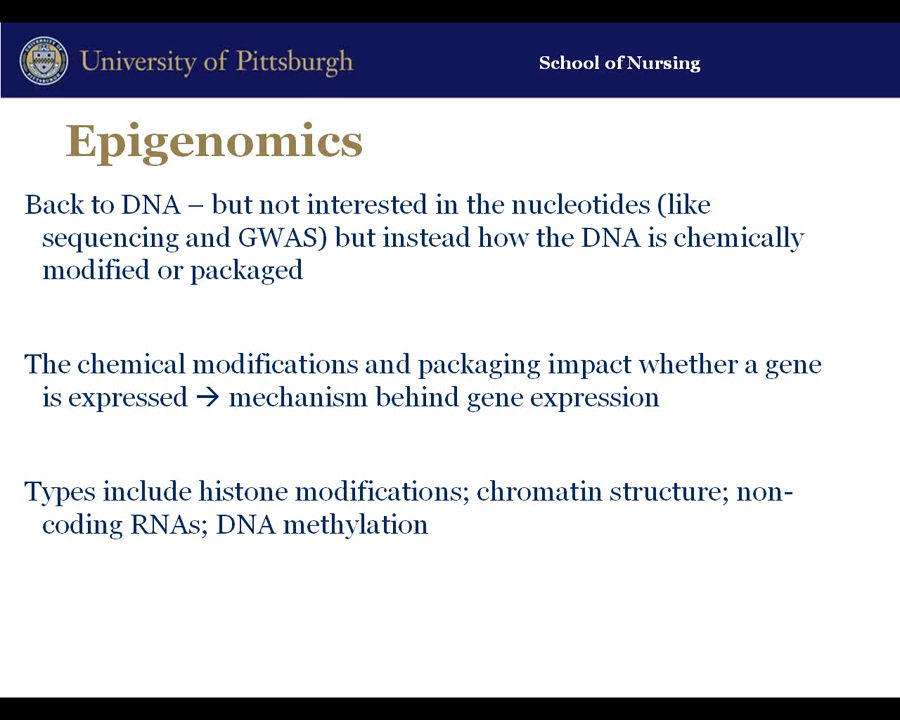 University of Pittsburgh
School of Nursing
Epigenomics
Back to DNA – but not interested in the nucleotides (like
sequencing and GWAS) but instead how the DNA is chemically
modified or packaged
The chemical modifications and packaging impact whether a gene
is expressed → mechanism behind gene expression
Types include histone modifications; chromatin structure; non-
coding RNAs; DNA methylation